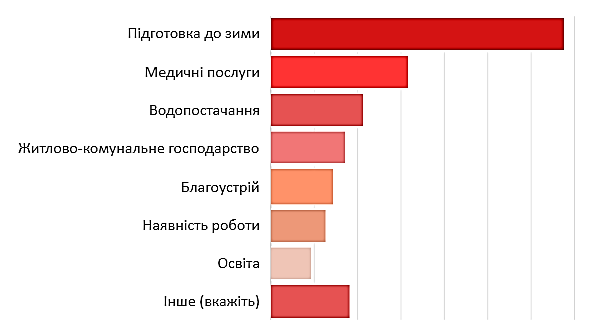 Підготовка до зими
Медичні послуги
Водопостачання
Житлово-комунальне господарство
Благоустрій
Наявність роботи
Освіта
Інше (вкажіть)